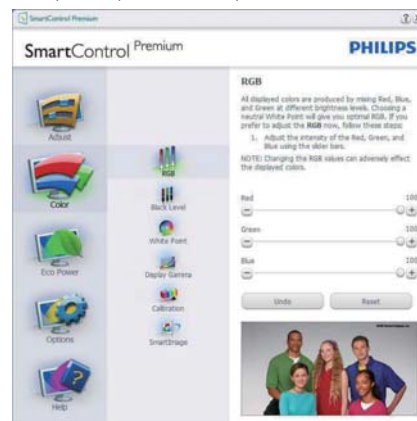 SmartControl Premium
SmartControl Premium
PHILIPS
Adjust
Color
Eco Power
Options
Help
RGB
Black Level
White Point
Display Gamma
Calibration
SmartImage
RGB
All displayed colors are produced by mixing Red, Blue,
and Green at different brightness levels. Choosing a
neutral White Point will give you optimal RGB. If you
prefer to adjust the RGB now, follow these steps:
1. Adjust the intensity of the Red, Green, and
Blue using the slider bars.
NOTE: Changing the RGB values can adversely effect
the displayed colors.
Red 100
Green 100
Blue 100
Undo Reset